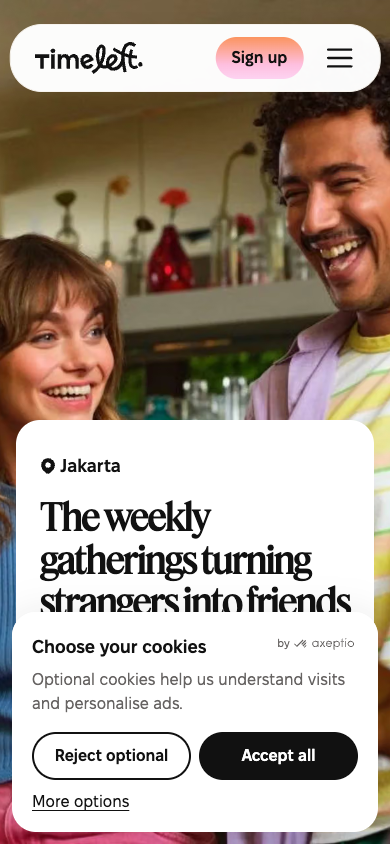 Timeleft.
Sign up
Jakarta
The weekly
gatherings turning
strangers into friends
Choose your cookies
by axeptio
Optional cookies help us understand visits
and personalise ads.
Reject optional
Accept all
More options